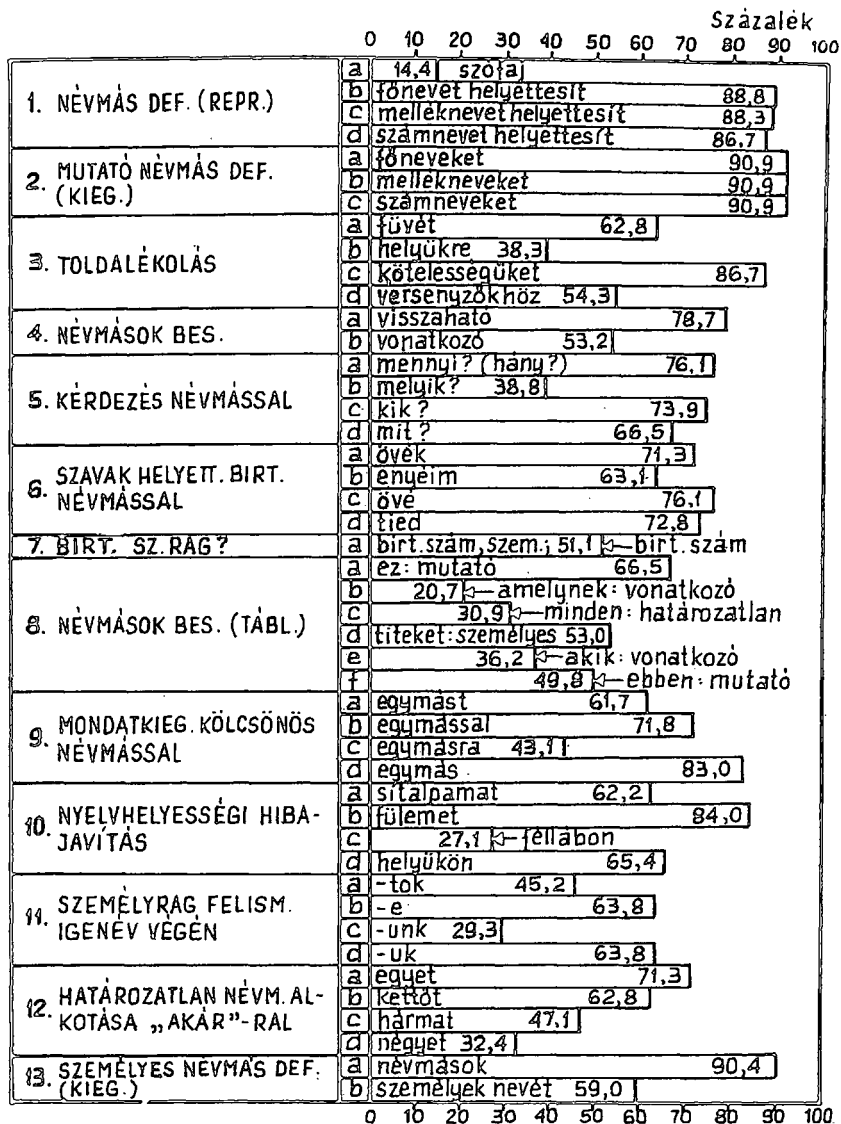 Százalék
0 10 20 30 40 50 60 70 80 90 100
1. NÉVMÁS DEF. (REPR.)
a 14,4 szófa
b főnevet helyettesít 88,8
c melléknevet helyettesít 88,3
d számnevet helyettesít 86,7
2. MUTATÓ NÉVMÁS DEF. (KIEG.)
a főneveket 90,9
b mellékneveket 90,9
c számneveket 90,9
3. TOLDALÉKOLÁS
a füvét 62,8
b helyükre 38,3
c kötelességüket 86,7
d versenyzőkhöz 54,3
4. NÉVMÁSOK BES.
a visszaható 78,7
b vonatkozó 53,2
5. KÉRDEZÉS NÉVMÁSSAL
a mennyi? (hány?) 76,1
b melyik? 38,8
c kik? 73,9
d mit? 66,5
6. SZAVAK HELYETT. BIRT. NÉVMÁSSAL
a övék 71,3
b enyéim 63,1
c övé 76,1
d tied 72,8
7. BIRT. SZ. RAG?
a birt. szám, szem.; 51,1 birt. szám
8. NÉVMÁSOK BES. (TÁBL.)
a ez: mutató 66,5
b 20,7 amelynek: vonatkozó
c 30,9 minden: határozatlan
d titeket: személyes 53,0
e 36,2 akik: vonatkozó
f 49,8 ebben: mutató
9. MONDATKIEG. KÖLCSÖNÖS NÉVMÁSSAL
a egymást 61,7
b egymással 71,8
c egymásra 43,1
d egymás 83,0
10. NYELVHELYESSÉGI HIBA-
JAVÍTÁS
a sítalpamat 62,2
b fülemet 84,0
c 27,1 féllábon
d helyükön 65,4
11. SZEMÉLYRAG FELISM. IGENÉV VÉGÉN
a -tok 45,2
b -e 63,8
c -unk 29,3
d -uk 63,8
12. HATÁROZATLAN NÉVM. AL-
KOTÁSA „AKÁR"-RAL
a egyet 71,3
b kettőt 62,8
c hármat 47,1
d négyet 32,4
13. SZEMÉLYES NÉVMÁS DEF. (KIEG.)
a névmások 90,4
b személyek nevét 59,0
0 10 20 30 40 50 60 70 80 90 100